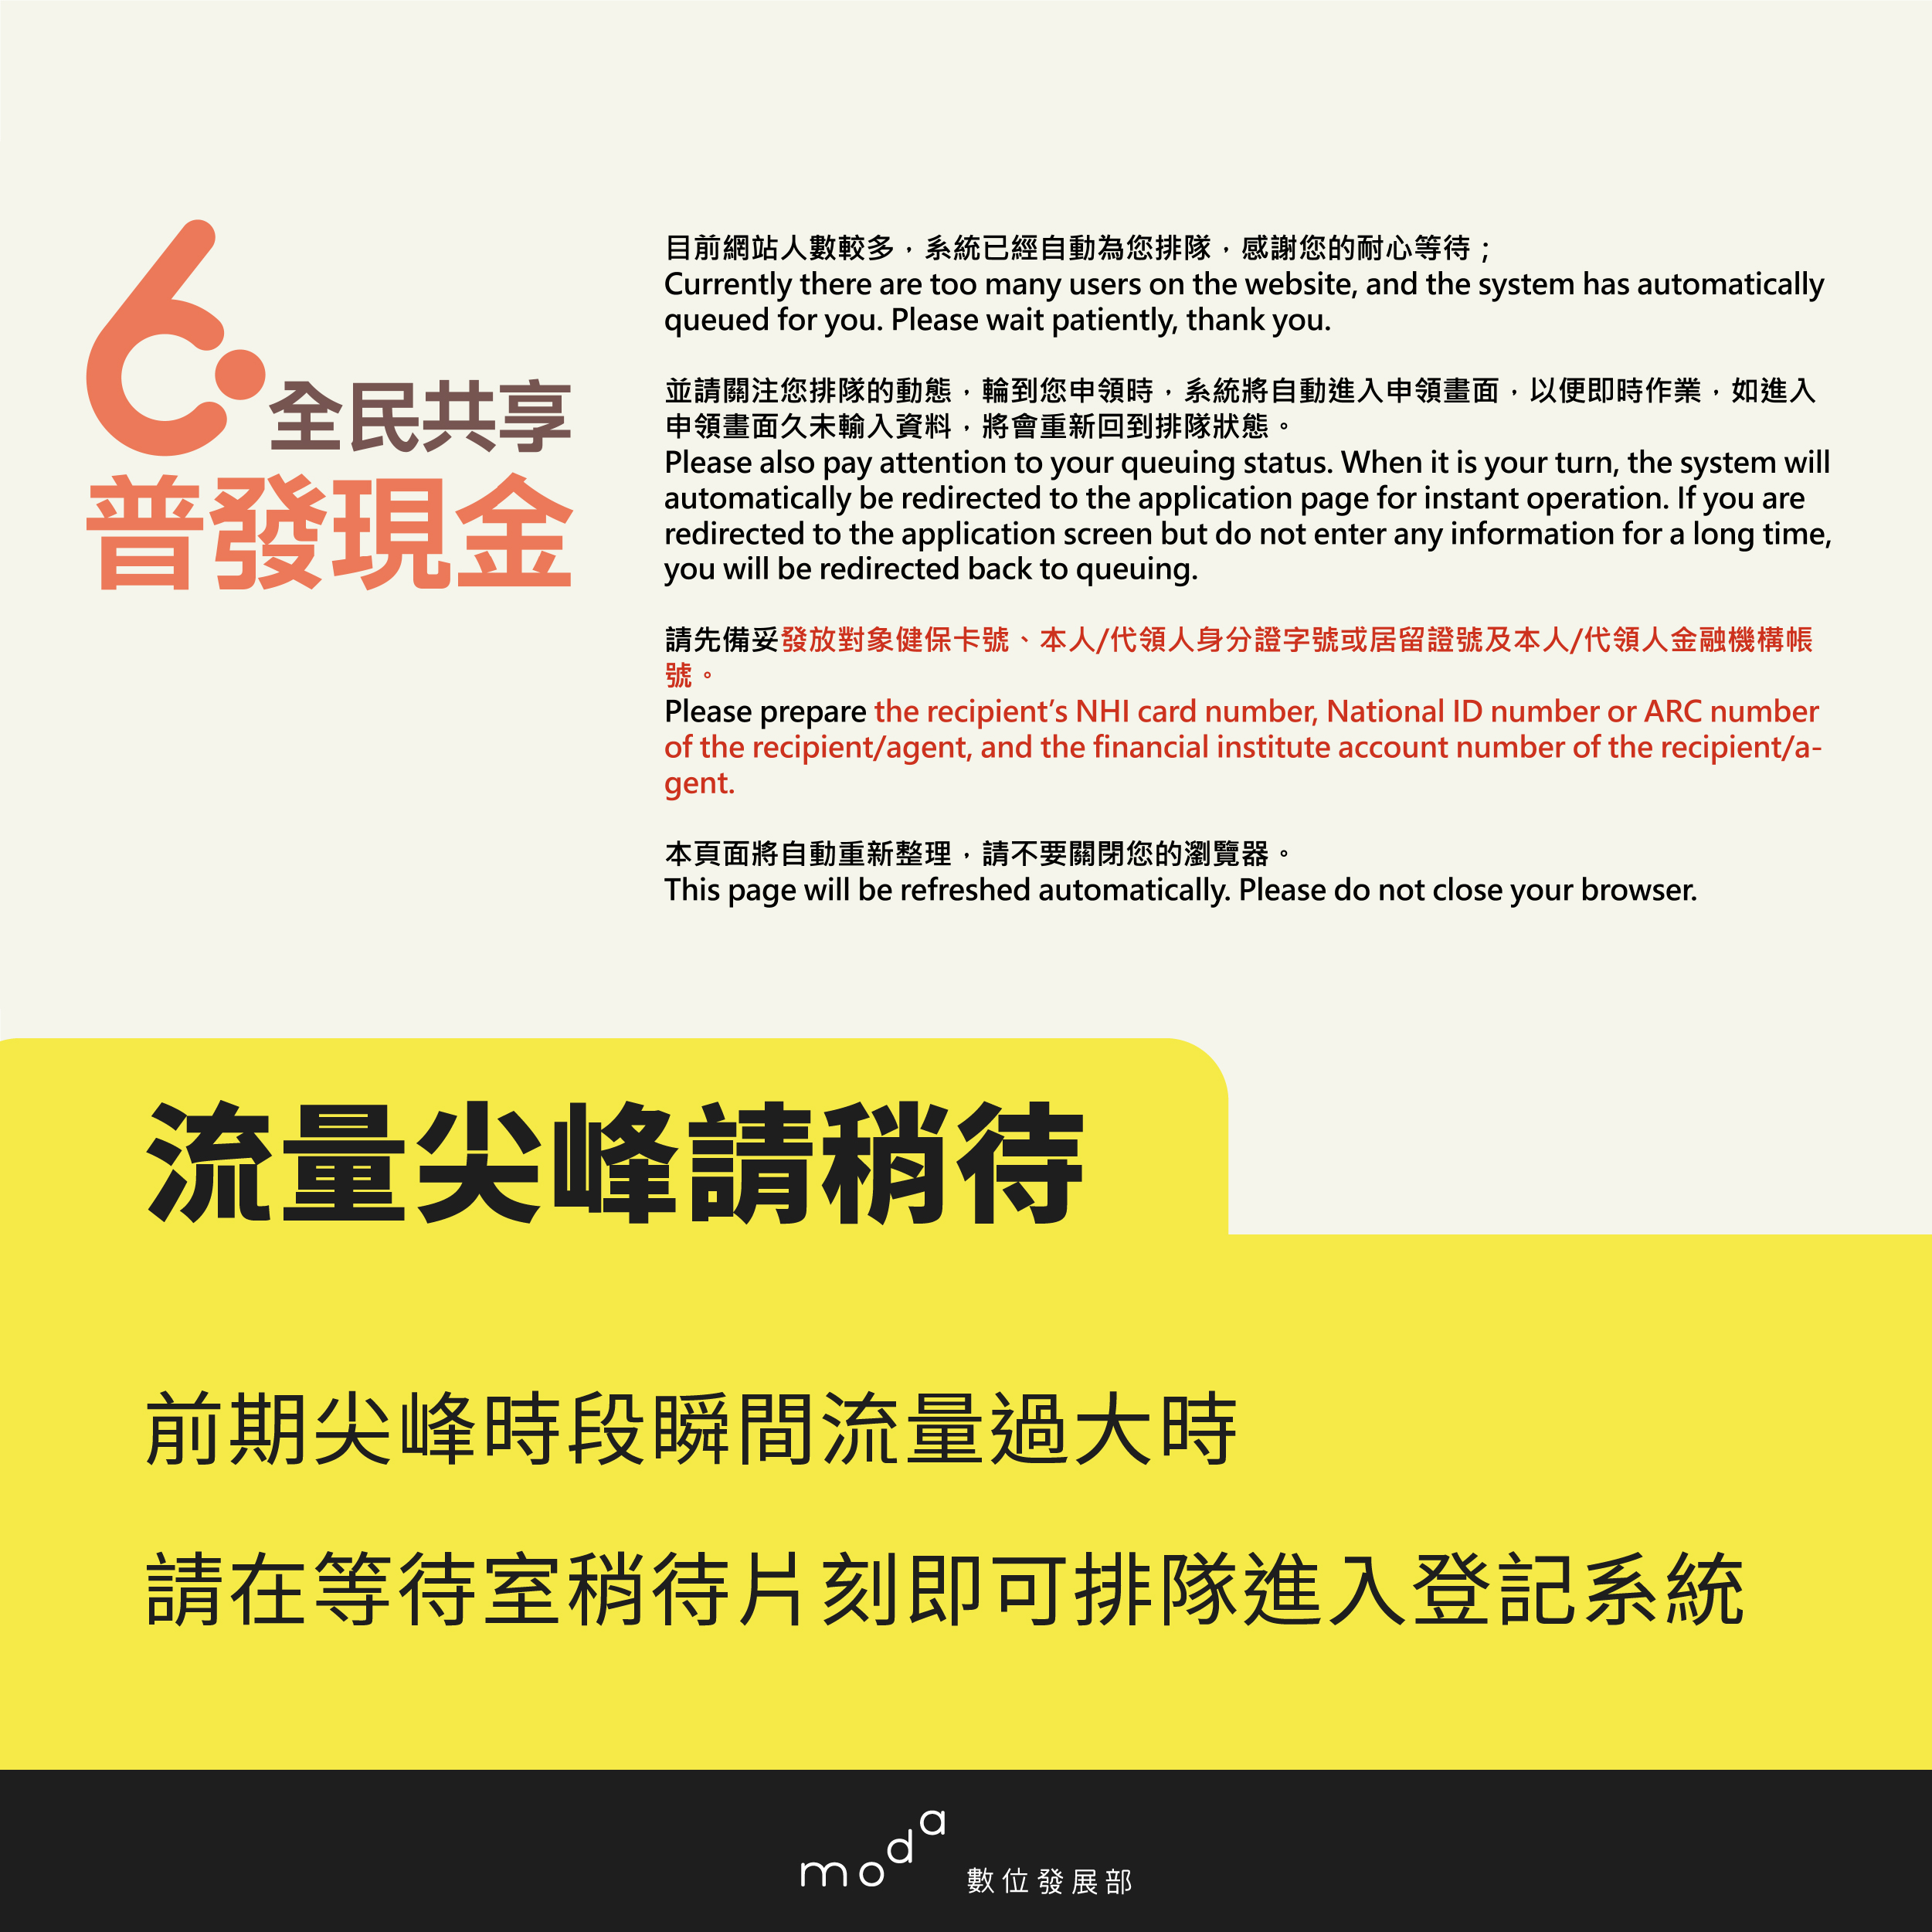 全民共享
普發現金
目前網站人數較多，系統已經自動為您排隊，感謝您的耐心等待；
Currently there are too many users on the website, and the system has automatically
queued for you. Please wait patiently, thank you.
並請關注您排隊的動態，輪到您申領時，系統將自動進入申領畫面，以便即時作業，如進入
申領畫面久未輸入資料，將會重新回到排隊狀態。
Please also pay attention to your queuing status. When it is your turn, the system will
automatically be redirected to the application page for instant operation. If you are
redirected to the application screen but do not enter any information for a long time,
you will be redirected back to queuing.
請先備妥發放對象健保卡號、本人/代領人身分證字號或居留證號及本人/代領人金融機構帳
號。
Please prepare the recipient’s NHI card number, National ID number or ARC number
of the recipient/agent, and the financial institute account number of the recipient/a-
gent.
本頁面將自動重新整理，請不要關閉您的瀏覽器。
This page will be refreshed automatically. Please do not close your browser.
流量尖峰請稍待
前期尖峰時段瞬間流量過大時
請在等待室稍待片刻即可排隊進入登記系統
moda 數位發展部